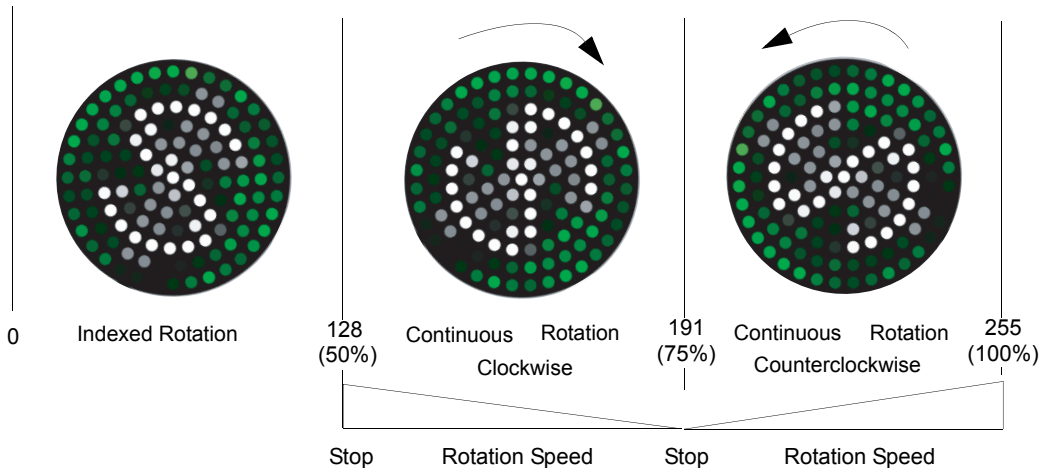 0
Indexed Rotation
128
(50%)
Continuous Rotation
Clockwise
191
(75%)
Continuous Rotation
Counterclockwise
255
(100%)
Stop
Rotation Speed
Stop
Rotation Speed